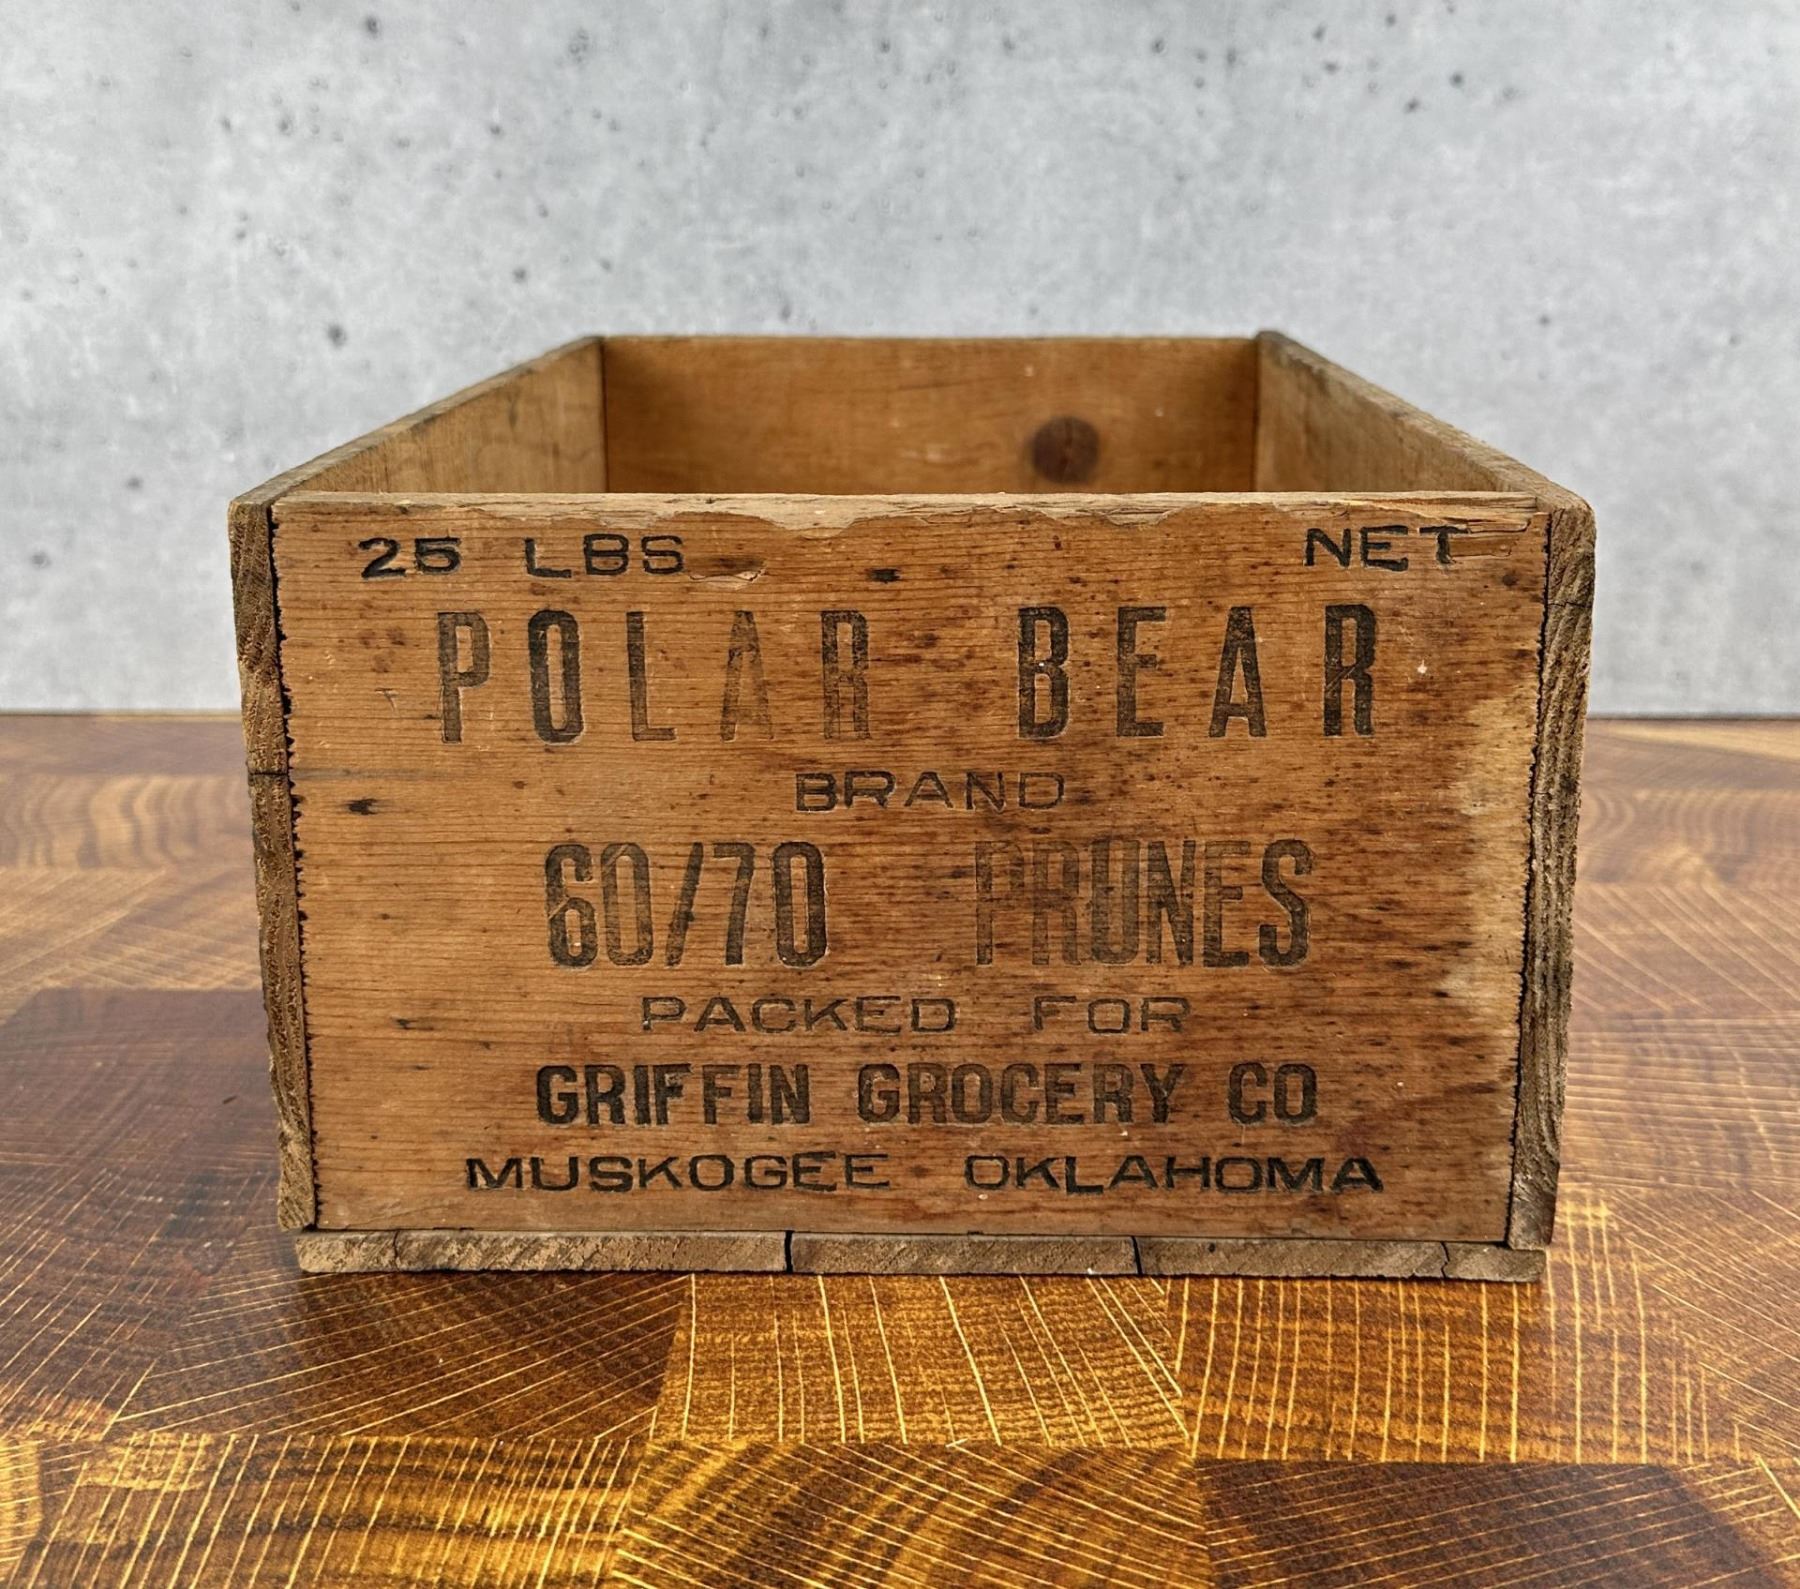 25 LBS NET
POLAR BEAR
BRAND
60/70 PRUNES
PACKED FOR
GRIFFIN GROCERY CO
MUSKOGEE OKLAHOMA